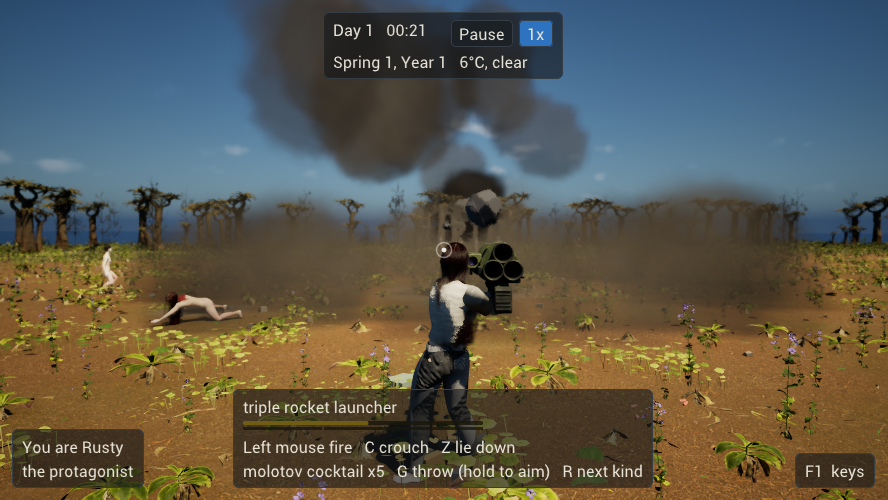 Day 1 00:21 Pause 1x
Spring 1, Year 1 6°C, clear
triple rocket launcher
Left mouse fire C crouch Z lie down
molotov cocktail x5 G throw (hold to aim) R next kind
You are Rusty
the protagonist
F1 keys